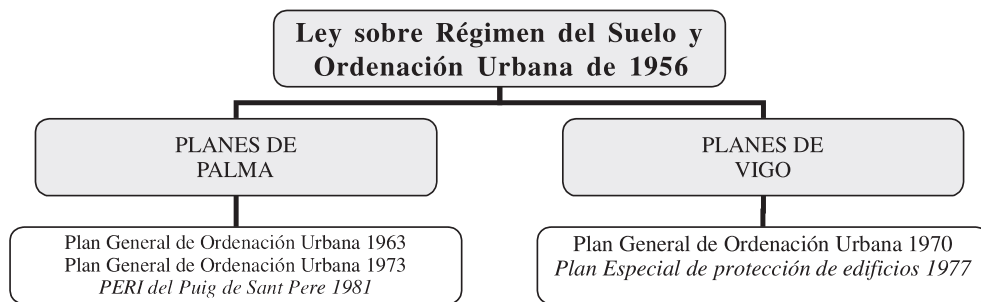 Ley sobre Régimen del Suelo y
Ordenación Urbana de 1956
PLANES DE
PALMA
PLANES DE
VIGO
Plan General de Ordenación Urbana 1963
Plan General de Ordenación Urbana 1973
PERI del Puig de Sant Pere 1981
Plan General de Ordenación Urbana 1970
Plan Especial de protección de edificios 1977